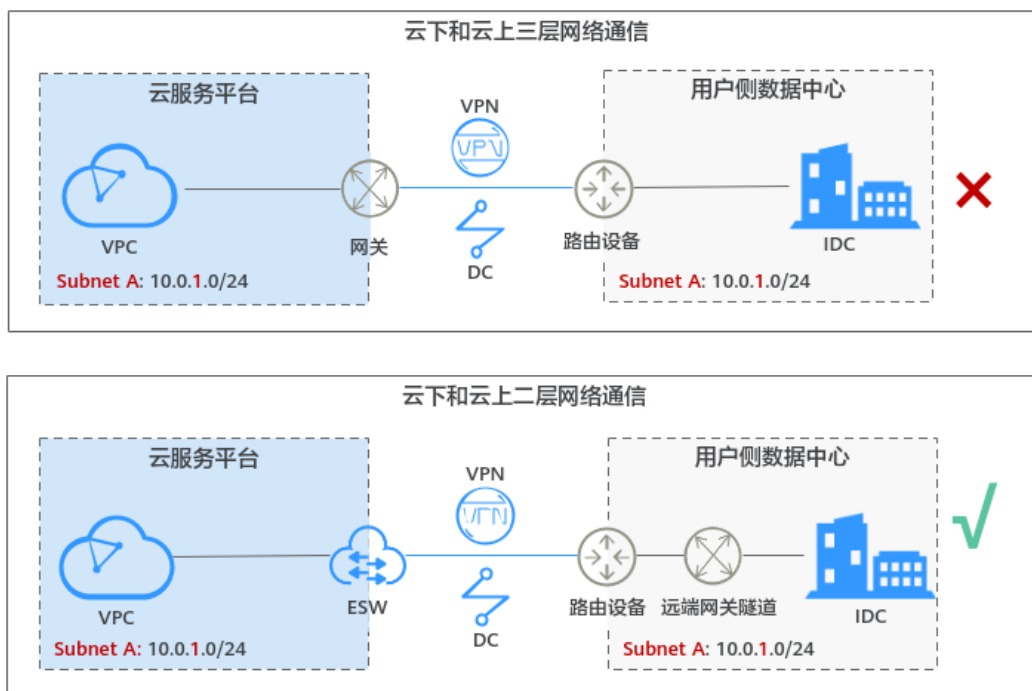 云下和云上三层网络通信
云服务平台
用户侧数据中心
VPN
VPN
VPC
网关
DC
路由设备
IDC
Subnet A: 10.0.1.0/24
Subnet A: 10.0.1.0/24
云下和云上二层网络通信
云服务平台
用户侧数据中心
VPN
VPN
VPC
ESW
DC
路由设备
远端网关隧道
IDC
Subnet A: 10.0.1.0/24
Subnet A: 10.0.1.0/24